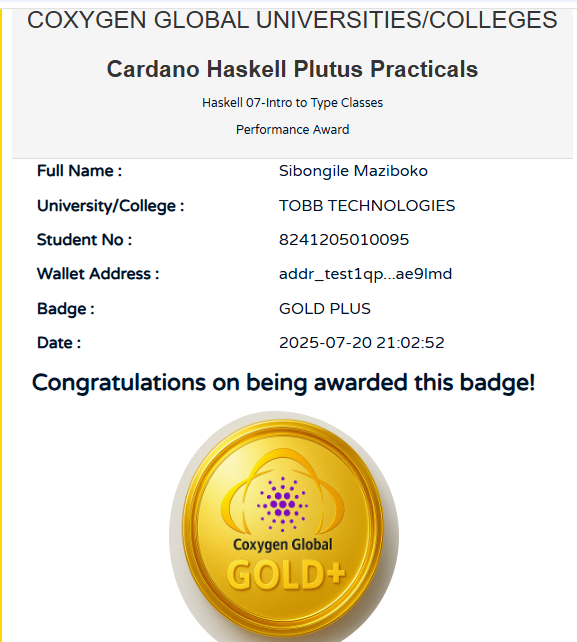 COXYGEN GLOBAL UNIVERSITIES/COLLEGES
Cardano Haskell Plutus Practicals
Haskell 07-Intro to Type Classes
Performance Award
Full Name : Sibongile Maziboko
University/College : TOBB TECHNOLOGIES
Student No : 8241205010095
Wallet Address : addr_test1qp...ae9lmd
Badge : GOLD PLUS
Date : 2025-07-20 21:02:52
Congratulations on being awarded this badge!
Coxygen Global
GOLD+